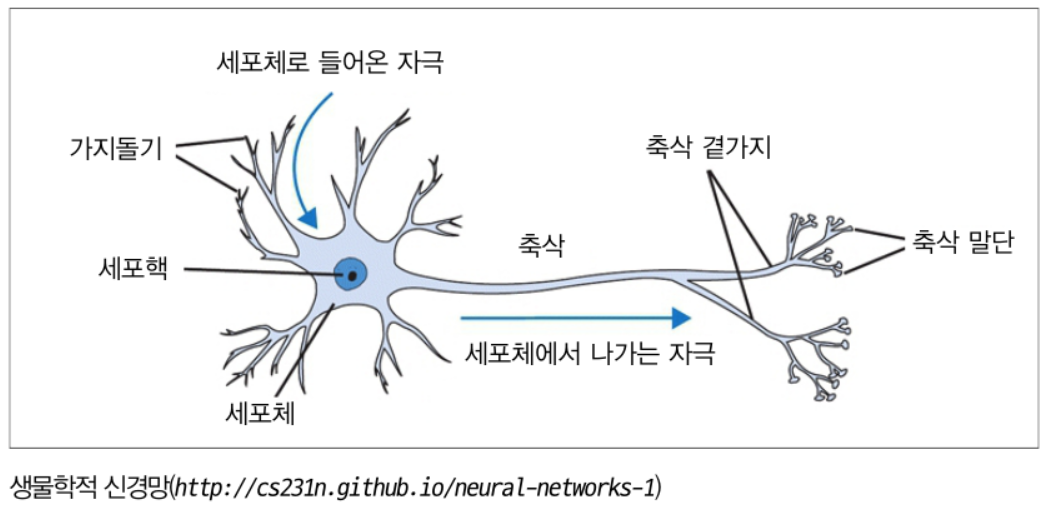 세포체로 들어온 자극
가지돌기
축삭 곁가지
축삭
축삭 말단
세포핵
세포체에서 나가는 자극
세포체
생물학적 신경망(http://cs231n.github.io/neural-networks-1)